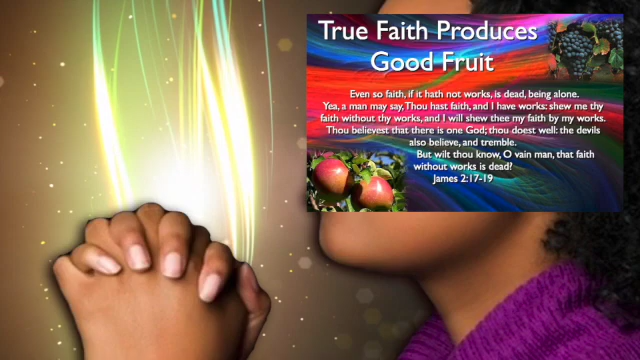 True Faith Produces
Good Fruit
Even so faith, if it hath not works, is dead, being alone.
Yea, a man may say, Thou hast faith, and I have works: shew me thy
faith without thy works, and I will shew thee my faith by my works.
Thou believest that there is one God; thou doest well: the devils
also believe, and tremble.
But wilt thou know, O vain man, that faith
without works is dead?
James 2:17-19